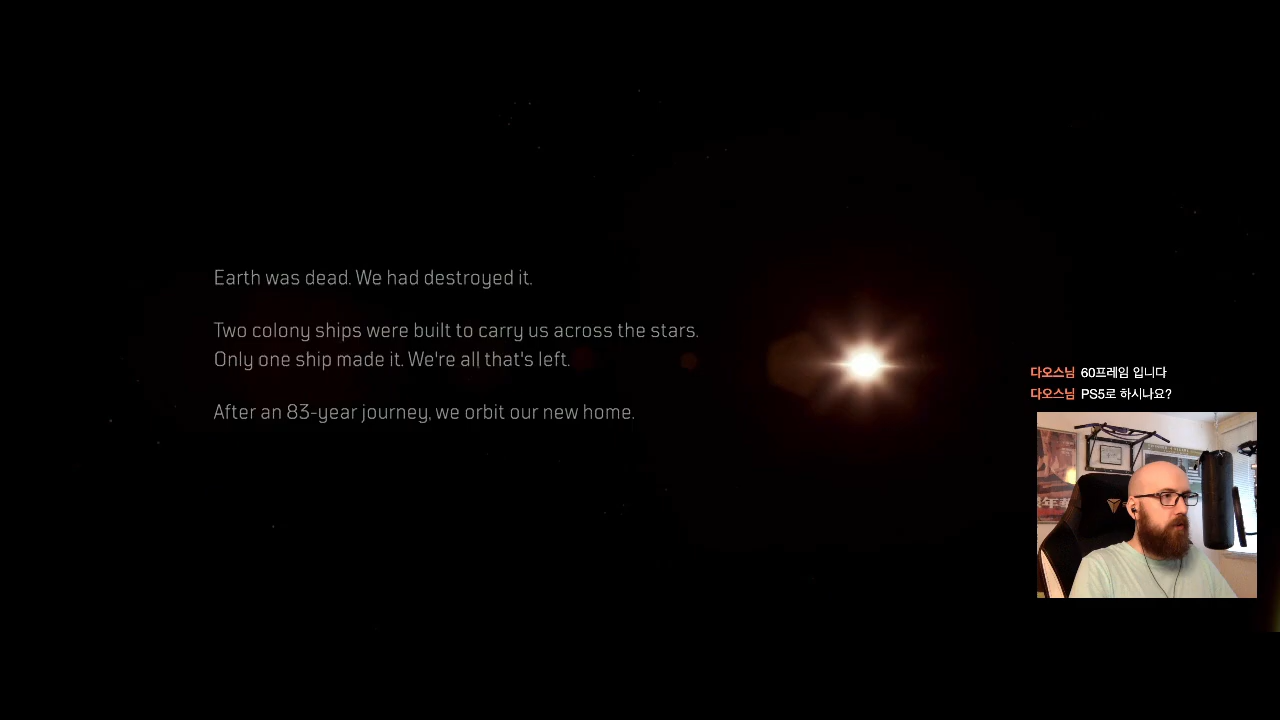 Earth was dead. We had destroyed it.
Two colony ships were built to carry us across the stars.
Only one ship made it. We're all that's left.
After an 83-year journey, we orbit our new home.
다오스님 60프레임 입니다
다오스님 PS5로 하시나요?